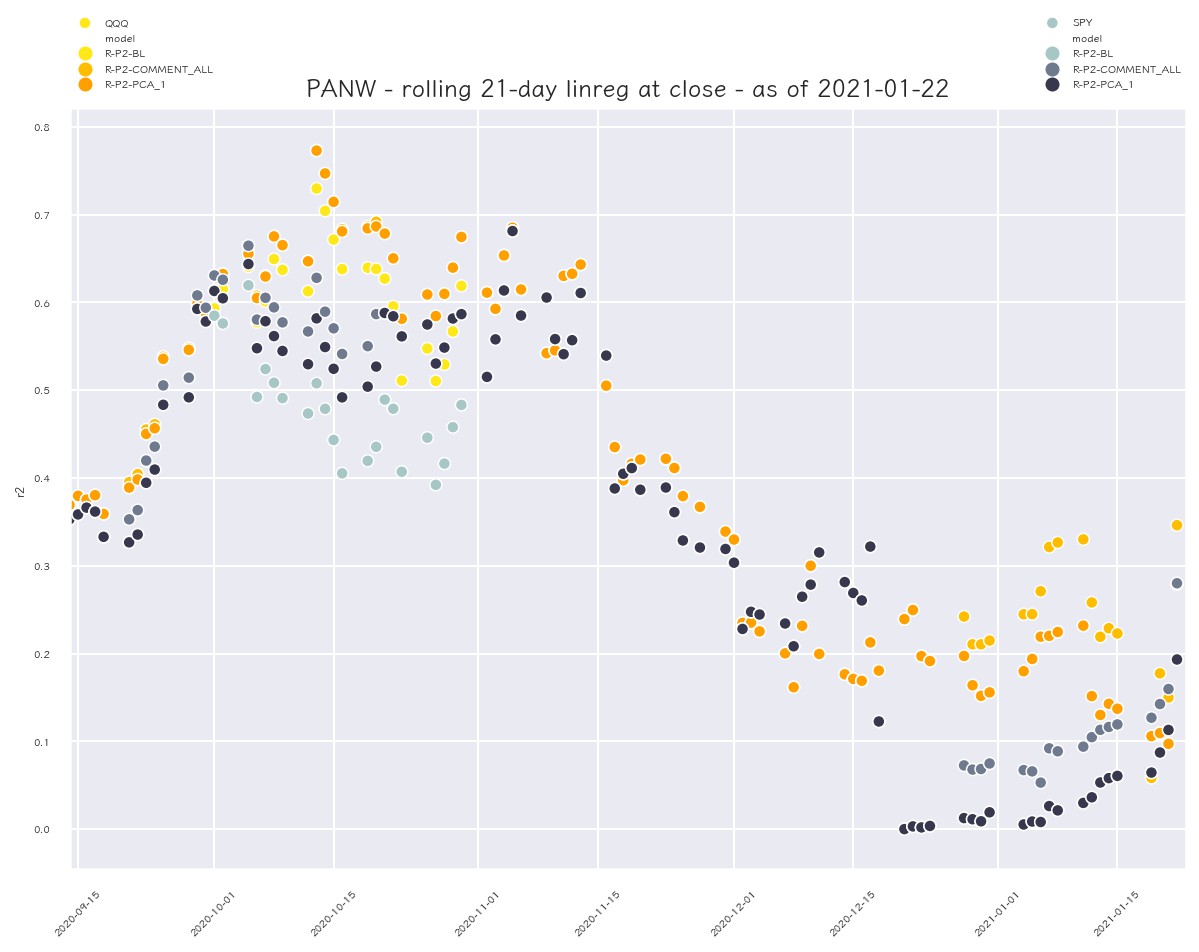 QQQ
model
R-P2-BL
R-P2-COMMENT_ALL
R-P2-PCA_1
SPY
model
R-P2-BL
R-P2-COMMENT_ALL
R-P2-PCA_1
PANW - rolling 21-day linreg at close - as of 2021-01-22
0.8
0.7
0.6
0.5
0.4
0.3
0.2
0.1
0.0
r2
2020-09-15
2020-10-01
2020-10-15
2020-11-01
2020-11-15
2020-12-01
2020-12-15
2021-01-01
2021-01-15